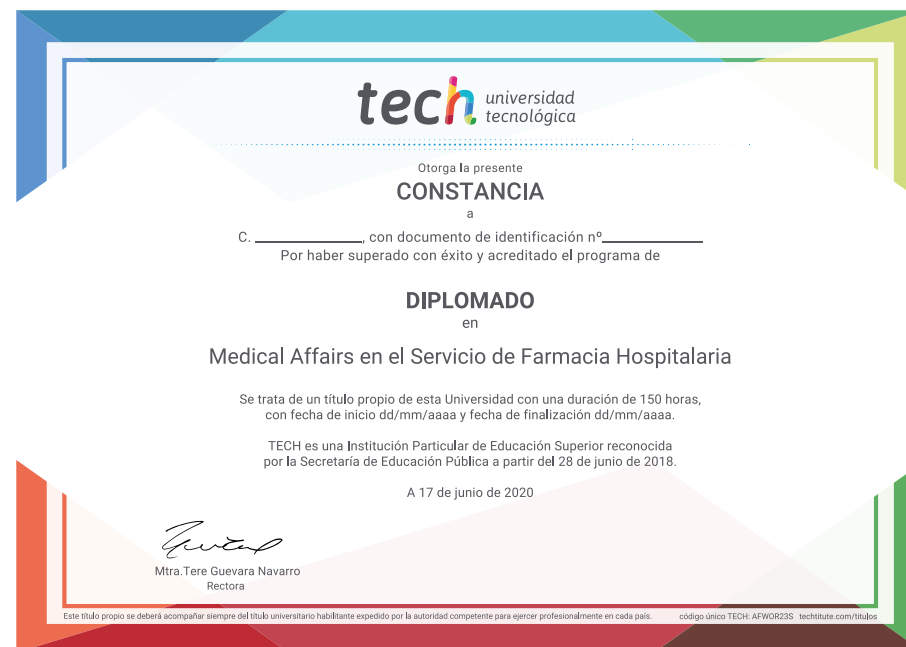 tech universidad
tecnológica
Otorga la presente
CONSTANCIA
a
C. ____________, con documento de identificación nº____________
Por haber superado con éxito y acreditado el programa de
DIPLOMADO
en
Medical Affairs en el Servicio de Farmacia Hospitalaria
Se trata de un título propio de esta Universidad con una duración de 150 horas,
con fecha de inicio dd/mm/aaaa y fecha de finalización dd/mm/aaaa.
TECH es una Institución Particular de Educación Superior reconocida
por la Secretaría de Educación Pública a partir del 28 de junio de 2018.
A 17 de junio de 2020
Mtra.Tere Guevara Navarro
Rectora
Este título propio se deberá acompañar siempre del título universitario habilitante expedido por la autoridad competente para ejercer profesionalmente en cada país. código único TECH: AFWOR23S techtitute.com/títulos